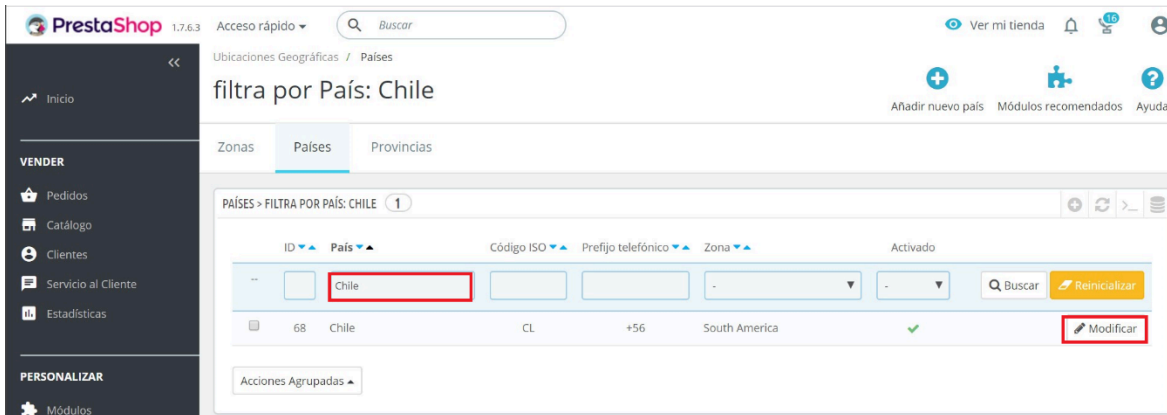 PrestaShop 1.7.6.3 Acceso rápido Buscar Ver mi tienda 16
Ubicaciones Geográficas / Países
filtra por País: Chile
Añadir nuevo país Módulos recomendados Ayuda
Inicio
VENDER
Pedidos
Catálogo
Clientes
Servicio al Cliente
Estadísticas
PERSONALIZAR
Módulos
Zonas Países Provincias
PAÍSES > FILTRA POR PAÍS: CHILE 1
ID País Código ISO Prefijo telefónico Zona Activado
-- Chile - - Buscar Reinicializar
68 Chile CL +56 South America Modificar
Acciones Agrupadas